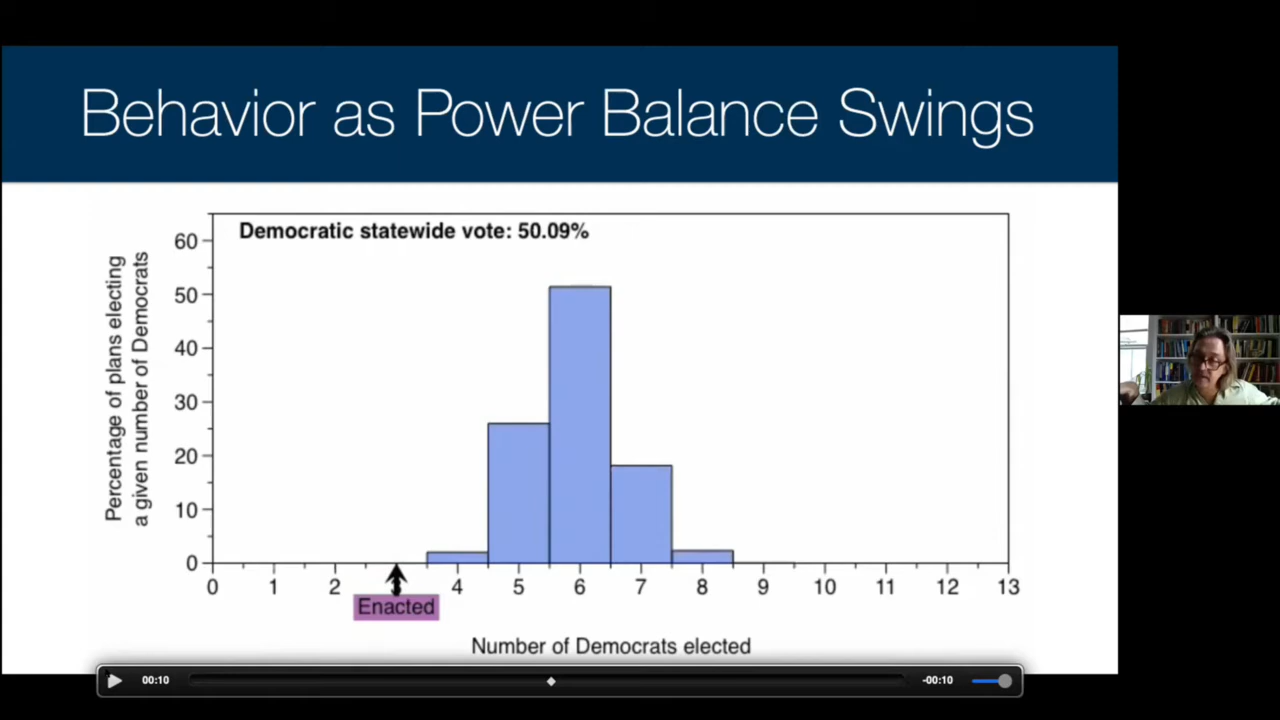 Behavior as Power Balance Swings
Democratic statewide vote: 50.09%
Percentage of plans electing
a given number of Democrats
60
50
40
30
20
10
0
0 1 2 3 4 5 6 7 8 9 10 11 12 13
Enacted
Number of Democrats elected
00:10 -00:10